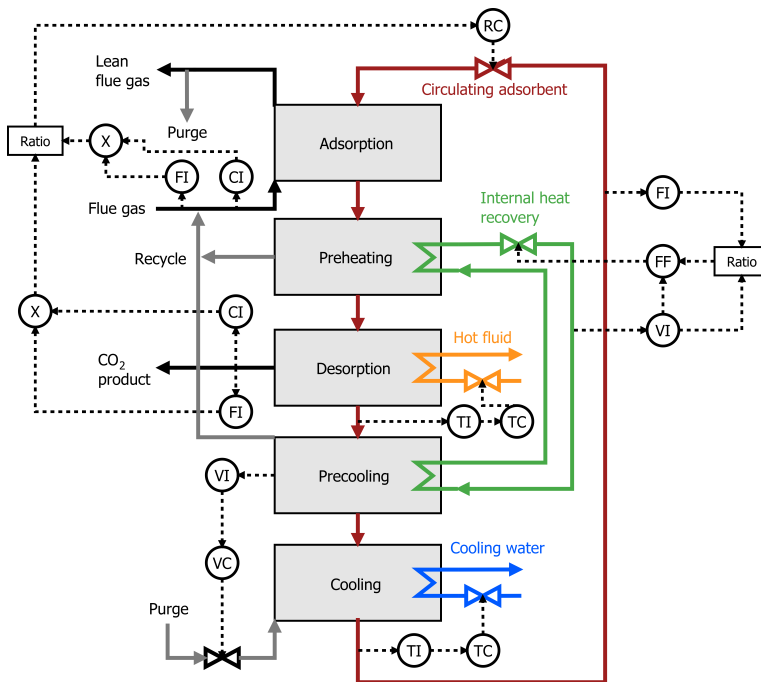 RC
Lean
flue gas
Circulating adsorbent
Purge
Ratio
X
Adsorption
FI
CI
Flue gas
Internal heat
recovery
FI
Recycle
Preheating
FF
Ratio
X
CI
VI
Hot fluid
CO2
product
Desorption
FI
TI
TC
VI
Precooling
Cooling water
VC
Cooling
Purge
TI
TC